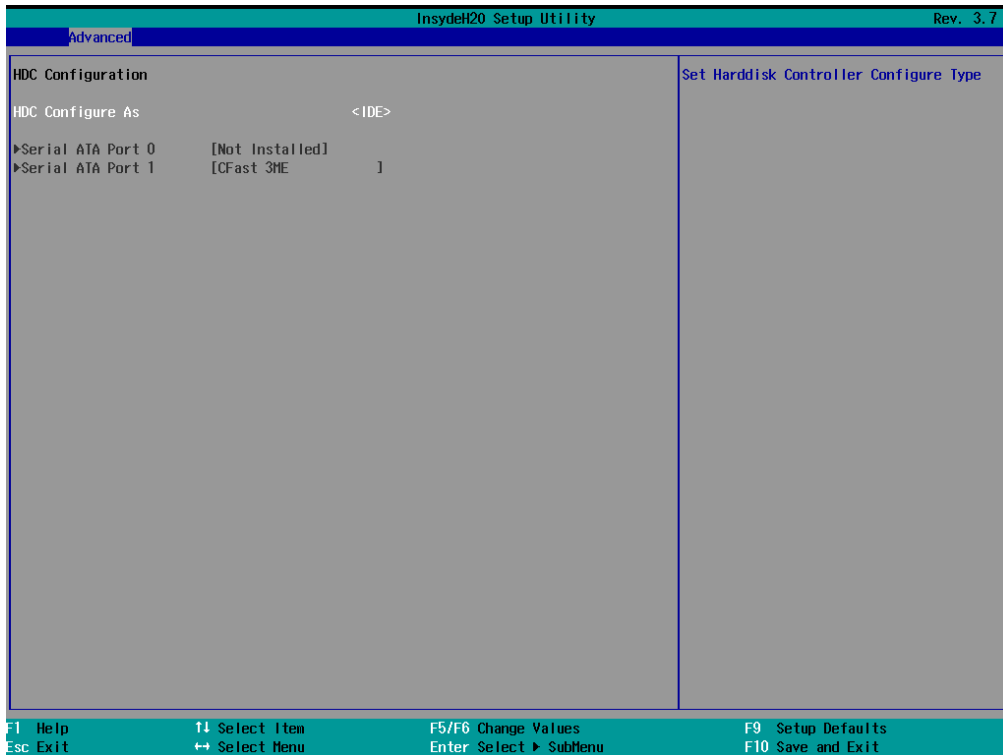 InsydeH20 Setup Utility Rev. 3.7
Advanced
HDC Configuration
HDC Configure As <IDE>
▶Serial ATA Port 0 [Not Installed]
▶Serial ATA Port 1 [CFast 3ME ]
Set Harddisk Controller Configure Type
F1 Help ↑↓ Select Item F5/F6 Change Values F9 Setup Defaults
Esc Exit ↔ Select Menu Enter Select ▶ SubMenu F10 Save and Exit